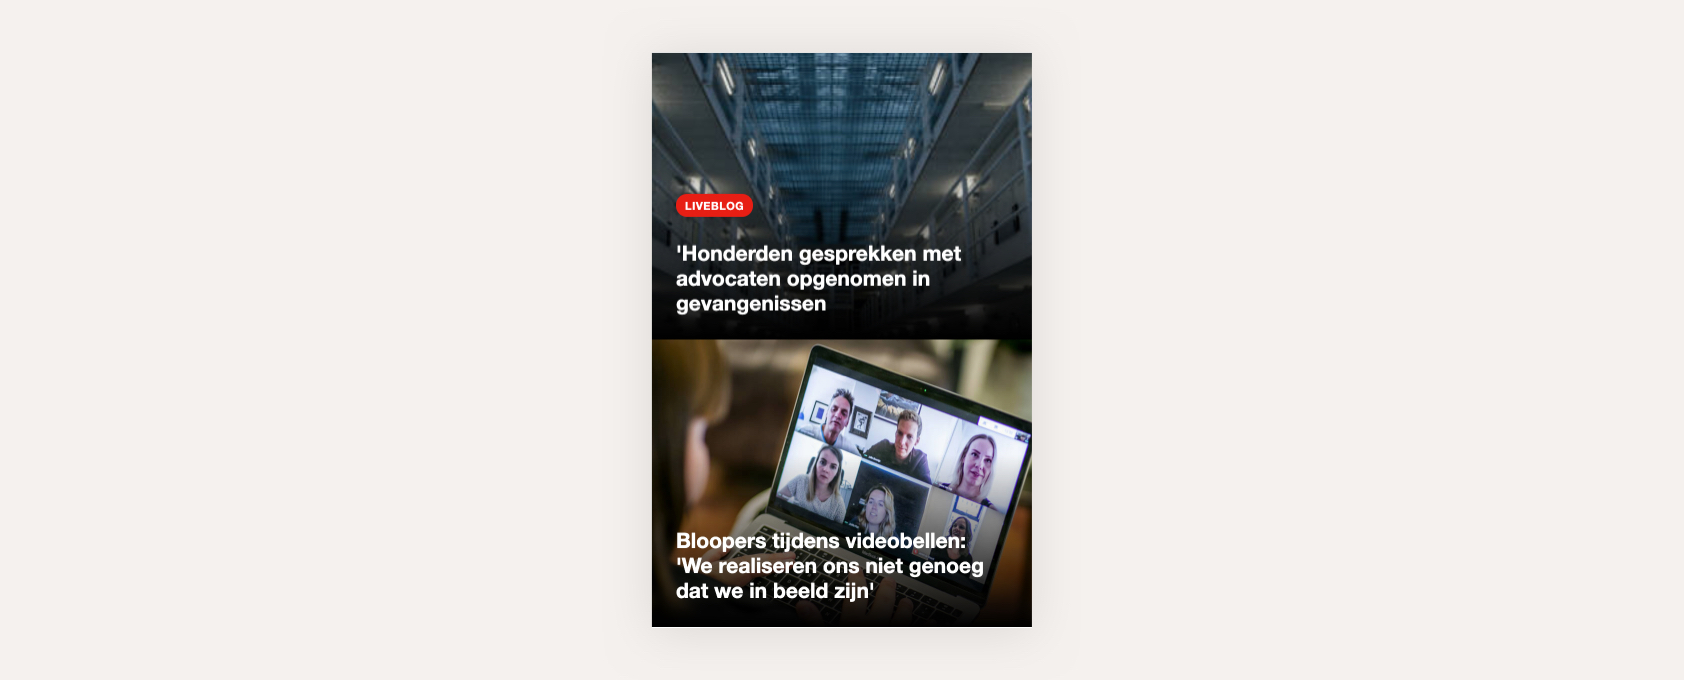 LIVEBLOG
'Honderden gesprekken met
advocaten opgenomen in
gevangenissen
Bloopers tijdens videobellen:
'We realiseren ons niet genoeg
dat we in beeld zijn'